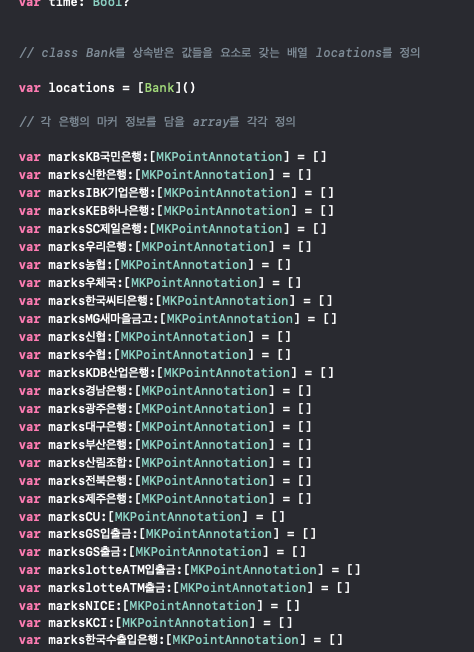 var time: Bool?
// class Bank를 상속받은 값들을 요소로 갖는 배열 locations를 정의
var locations = [Bank]()
// 각 은행의 마커 정보를 담을 array를 각각 정의
var marksKB국민은행:[MKPointAnnotation] = []
var marks신한은행:[MKPointAnnotation] = []
var marksIBK기업은행:[MKPointAnnotation] = []
var marksKEB하나은행:[MKPointAnnotation] = []
var marksSC제일은행:[MKPointAnnotation] = []
var marks우리은행:[MKPointAnnotation] = []
var marks농협:[MKPointAnnotation] = []
var marks우체국:[MKPointAnnotation] = []
var marks한국씨티은행:[MKPointAnnotation] = []
var marksMG새마을금고:[MKPointAnnotation] = []
var marks신협:[MKPointAnnotation] = []
var marks수협:[MKPointAnnotation] = []
var marksKDB산업은행:[MKPointAnnotation] = []
var marks경남은행:[MKPointAnnotation] = []
var marks광주은행:[MKPointAnnotation] = []
var marks대구은행:[MKPointAnnotation] = []
var marks부산은행:[MKPointAnnotation] = []
var marks산림조합:[MKPointAnnotation] = []
var marks전북은행:[MKPointAnnotation] = []
var marks제주은행:[MKPointAnnotation] = []
var marksCU:[MKPointAnnotation] = []
var marksGS입출금:[MKPointAnnotation] = []
var marksGS출금:[MKPointAnnotation] = []
var markslotteATM입출금:[MKPointAnnotation] = []
var markslotteATM출금:[MKPointAnnotation] = []
var marksNICE:[MKPointAnnotation] = []
var marksKCI:[MKPointAnnotation] = []
var marks한국수출입은행:[MKPointAnnotation] = []